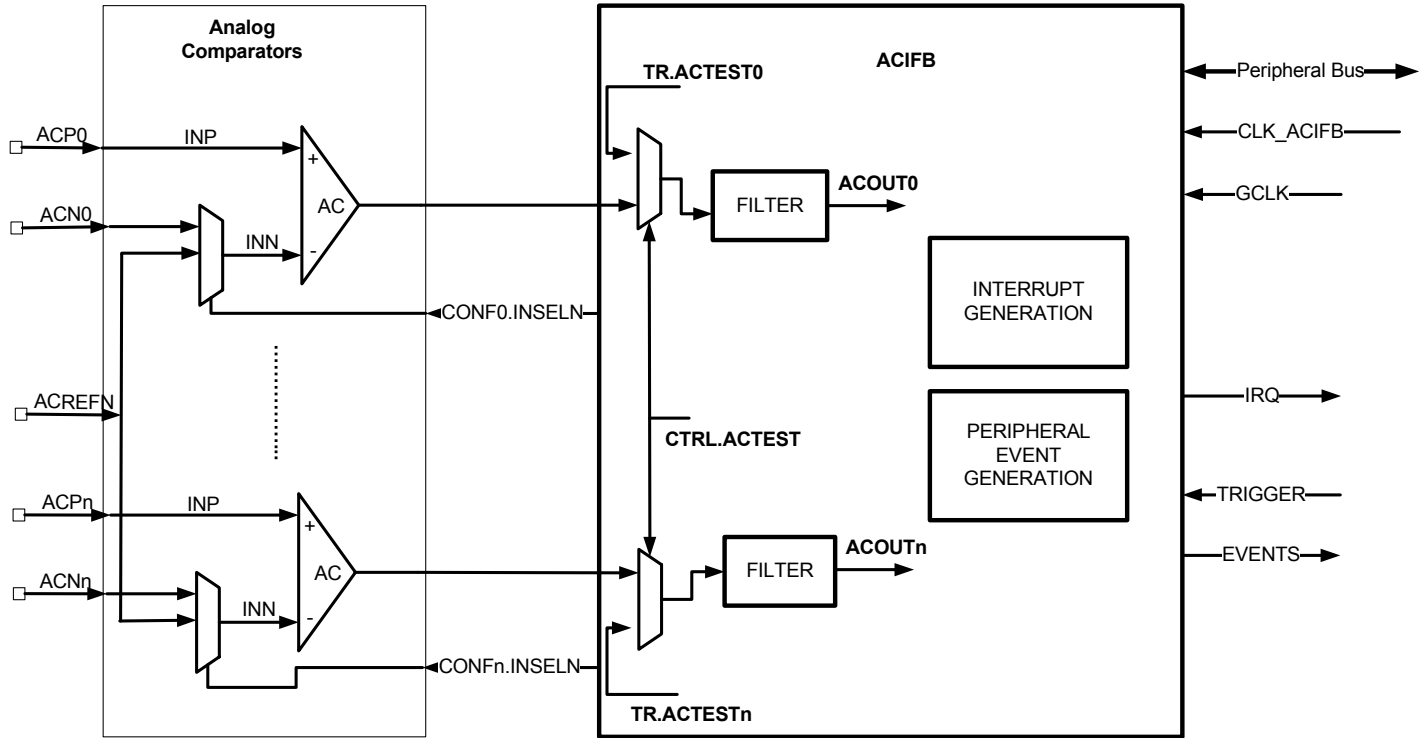 Analog
Comparators
ACIFB
TR.ACTEST0
Peripheral Bus
ACP0
INP
+
CLK_ACIFB
ACN0
AC
ACOUT0
FILTER
GCLK
INN
-
INTERRUPT
GENERATION
CONF0.INSELN
ACREFN
IRQ
CTRL.ACTEST
PERIPHERAL
EVENT
GENERATION
ACPn
INP
+
TRIGGER
ACNn
AC
ACOUTn
FILTER
EVENTS
INN
-
CONFn.INSELN
TR.ACTESTn